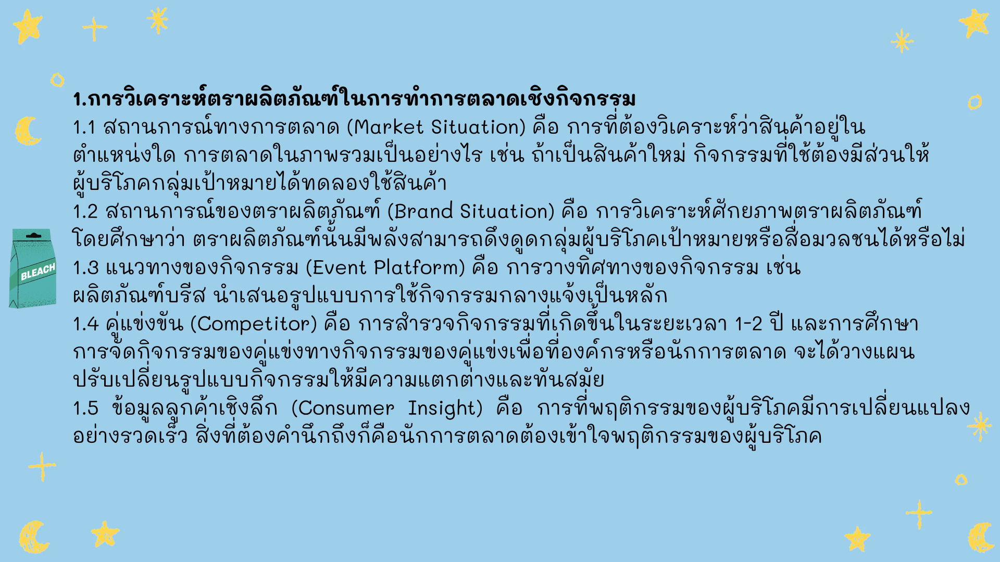 1.การวิเคราะห์ตราผลิตภัณฑ์ในการทำการตลาดเชิงกิจกรรม
1.1 สถานการณ์ทางการตลาด (Market Situation) คือ การที่ต้องวิเคราะห์ว่าสินค้าอยู่ใน
ตำแหน่งใด การตลาดในภาพรวมเป็นอย่างไร เช่น ถ้าเป็นสินค้าใหม่ กิจกรรมที่ใช้ต้องมีส่วนให้
ผู้บริโภคกลุ่มเป้าหมายได้ทดลองใช้สินค้า
1.2 สถานการณ์ของตราผลิตภัณฑ์ (Brand Situation) คือ การวิเคราะห์ศักยภาพตราผลิตภัณฑ์
โดยศึกษาว่า ตราผลิตภัณฑ์นั้นมีพลังสามารถดึงดูดกลุ่มผู้บริโภคเป้าหมายหรือสื่อมวลชนได้หรือไม่
1.3 แนวทางของกิจกรรม (Event Platform) คือ การวางทิศทางของกิจกรรม เช่น
ผลิตภัณฑ์บรีส นำเสนอรูปแบบการใช้กิจกรรมกลางแจ้งเป็นหลัก
1.4 คู่แข่งขัน (Competitor) คือ การสำรวจกิจกรรมที่เกิดขึ้นในระยะเวลา 1-2 ปี และการศึกษา
การจัดกิจกรรมของคู่แข่งทางกิจกรรมของคู่แข่งเพื่อที่องค์กรหรือนักการตลาด จะได้วางแผน
ปรับเปลี่ยนรูปแบบกิจกรรมให้มีความแตกต่างและทันสมัย
1.5 ข้อมูลลูกค้าเชิงลึก (Consumer Insight) คือ การที่พฤติกรรมของผู้บริโภคมีการเปลี่ยนแปลง
อย่างรวดเร็ว สิ่งที่ต้องคำนึกถึงก็คือนักการตลาดต้องเข้าใจพฤติกรรมของผู้บริโภค
BLEACH